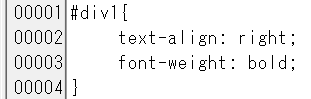 00001 #div1{
00002     text-align: right;
00003     font-weight: bold;
00004 }